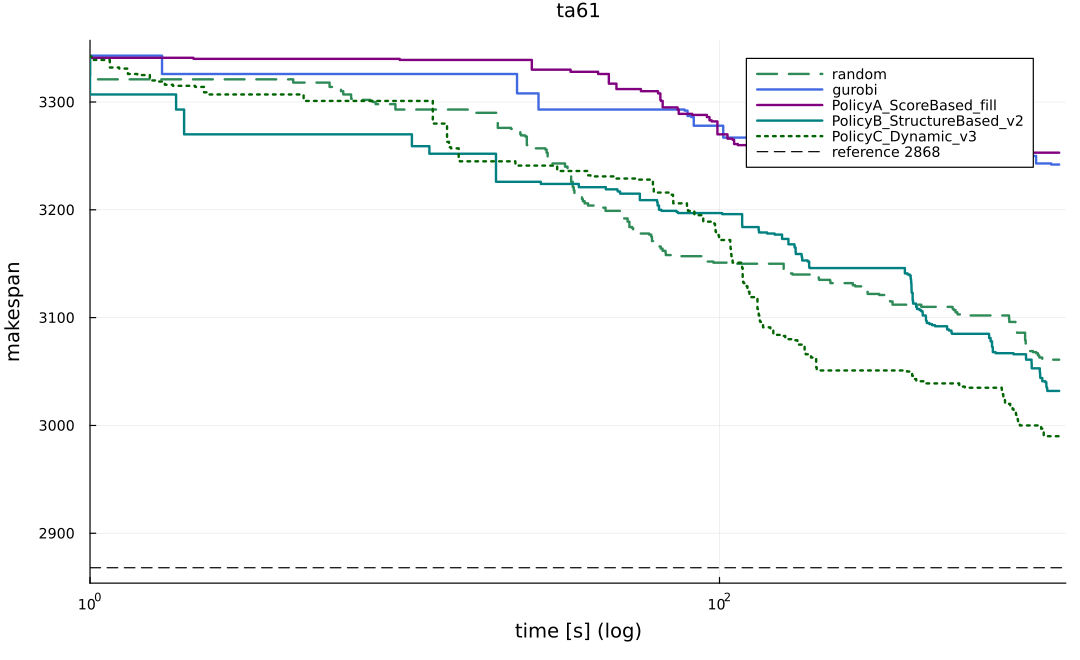 ta61
random
gurobi
PolicyA_ScoreBased_fill
PolicyB_StructureBased_v2
PolicyC_Dynamic_v3
reference 2868
3300
3200
3100
3000
2900
makespan
10^0
10^2
time [s] (log)